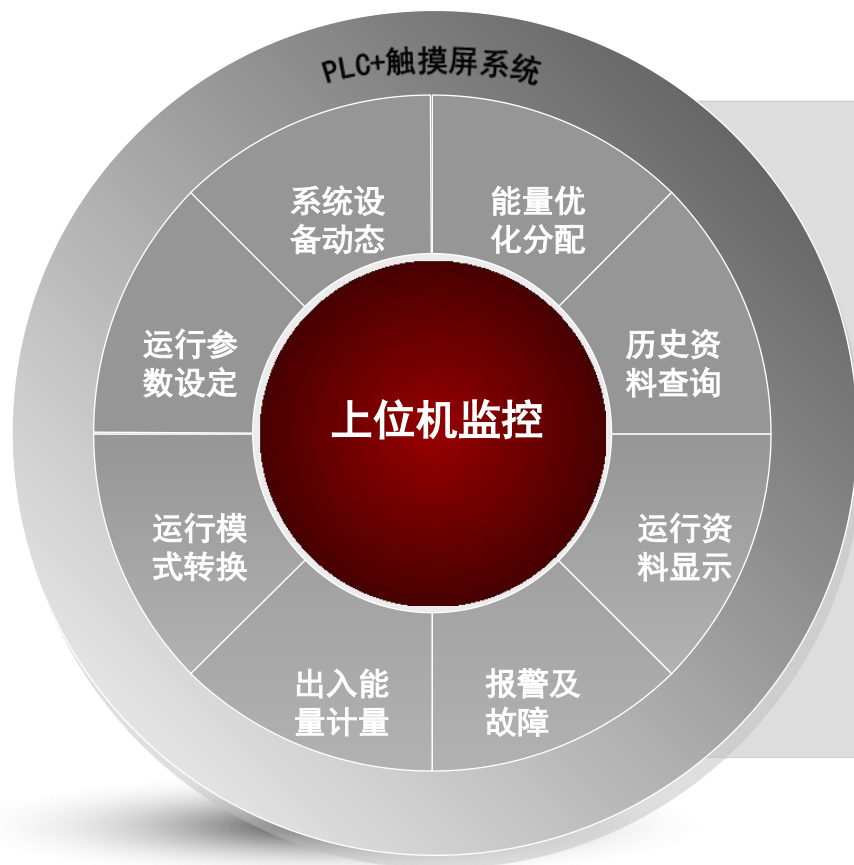 PLC+触摸屏系统
系统设
备动态
能量优
化分配
运行参
数设定
历史资
料查询
上位机监控
运行模
式转换
运行资
料显示
出入能
量计量
报警及
故障